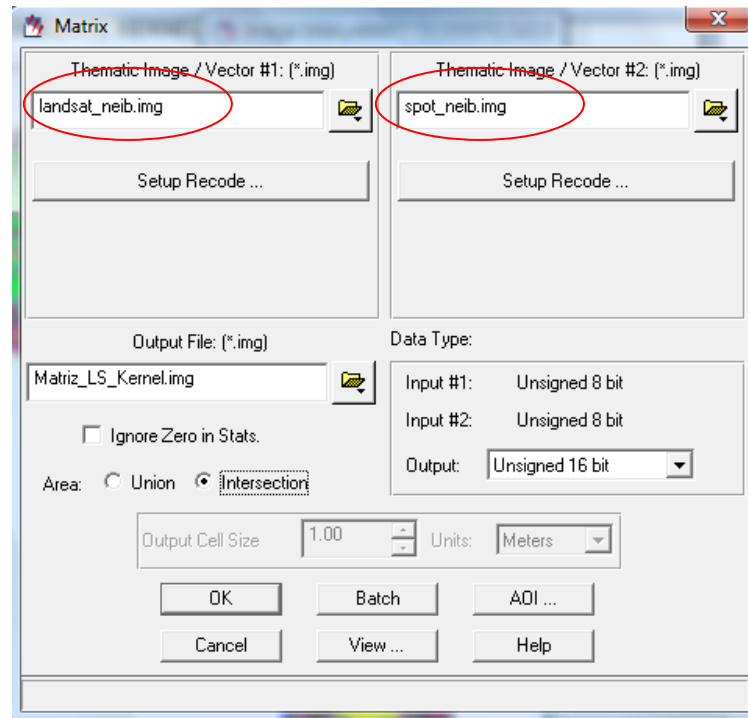 Matrix
Thematic Image / Vector #1: (*.img)
landsat_neib.img
Setup Recode ...
Thematic Image / Vector #2: (*.img)
spot_neib.img
Setup Recode ...
Output File: (*.img)
Matriz_LS_Kernel.img
Ignore Zero in Stats.
Area: Union Intersection
Data Type:
Input #1: Unsigned 8 bit
Input #2: Unsigned 8 bit
Output: Unsigned 16 bit
Output Cell Size 1.00 Units: Meters
OK Batch AOI ...
Cancel View ... Help